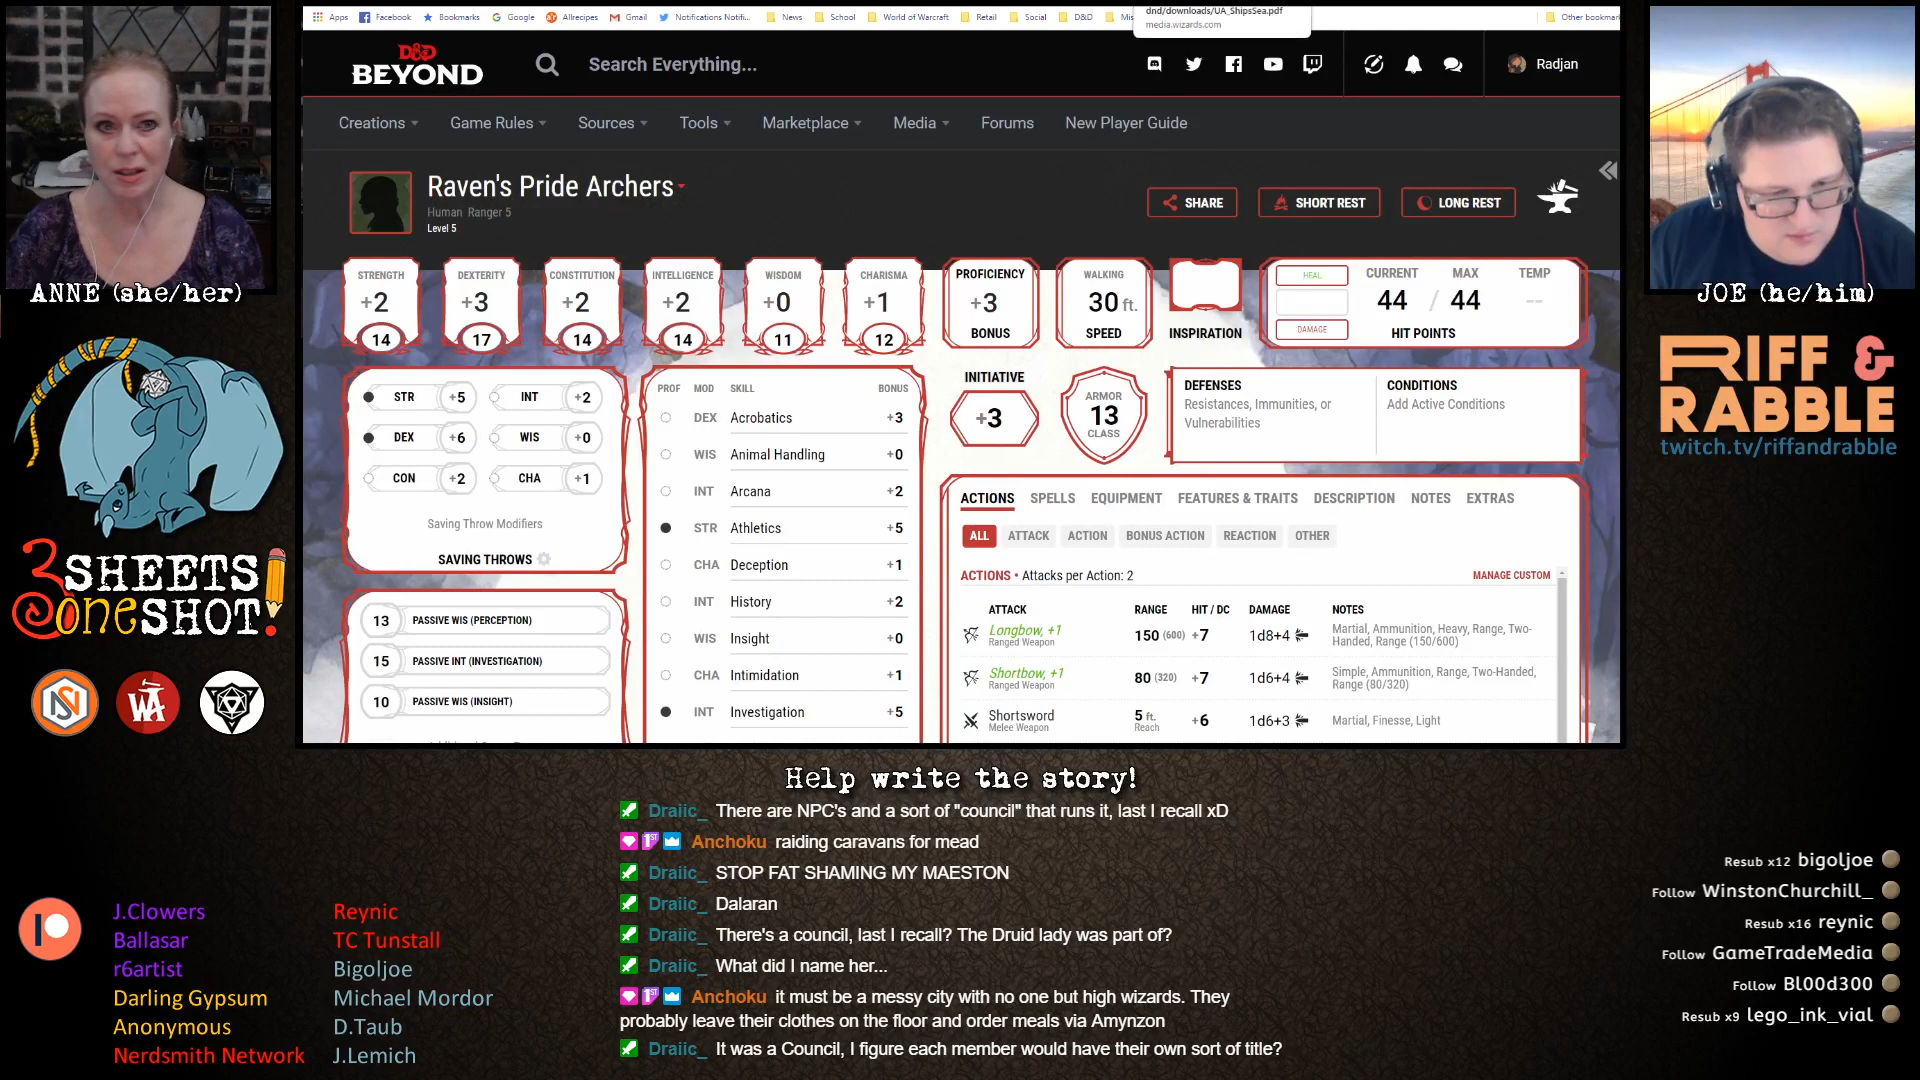 Apps Facebook Bookmarks Google Allrecipes Gmail Notifications Notifi... News School World of Warcraft Retail Social D&D Mis
dnd/downloads/UA_ShipsSea.pdf
media.wizards.com
Other bookmar
D&D
BEYOND
Search Everything...
Radjan
Creations Game Rules Sources Tools Marketplace Media Forums New Player Guide
Raven's Pride Archers
Human Ranger 5
Level 5
SHARE
SHORT REST
LONG REST
STRENGTH
+2
14
DEXTERITY
+3
17
CONSTITUTION
+2
14
INTELLIGENCE
+2
14
WISDOM
+0
11
CHARISMA
+1
12
PROFICIENCY
+3
BONUS
WALKING
30 ft.
SPEED
INSPIRATION
HEAL
DAMAGE
CURRENT MAX TEMP
44 / 44 --
HIT POINTS
STR +5 INT +2
DEX +6 WIS +0
CON +2 CHA +1
Saving Throw Modifiers
SAVING THROWS
13 PASSIVE WIS (PERCEPTION)
15 PASSIVE INT (INVESTIGATION)
10 PASSIVE WIS (INSIGHT)
PROF MOD SKILL BONUS
DEX Acrobatics +3
WIS Animal Handling +0
INT Arcana +2
STR Athletics +5
CHA Deception +1
INT History +2
WIS Insight +0
CHA Intimidation +1
INT Investigation +5
INITIATIVE
+3
ARMOR
13
CLASS
DEFENSES
Resistances, Immunities, or
Vulnerabilities
CONDITIONS
Add Active Conditions
ACTIONS SPELLS EQUIPMENT FEATURES & TRAITS DESCRIPTION NOTES EXTRAS
ALL ATTACK ACTION BONUS ACTION REACTION OTHER
ACTIONS • Attacks per Action: 2 MANAGE CUSTOM
ATTACK RANGE HIT / DC DAMAGE NOTES
Longbow, +1 150 (600) +7 1d8+4 Martial, Ammunition, Heavy, Range, Two-
Ranged Weapon Handed, Range (150/600)
Shortbow, +1 80 (320) +7 1d6+4 Simple, Ammunition, Range, Two-Handed,
Ranged Weapon Range (80/320)
Shortsword 5 ft. +6 1d6+3 Martial, Finesse, Light
Melee Weapon Reach
ANNE (she/her)
3 SHEETS
@ONE SHOT!
N
WA
JOE (he/him)
RIFF &
RABBLE
twitch.tv/riffandrabble
Help write the story!
Draiic_ There are NPC's and a sort of "council" that runs it, last I recall xD
1ST Anchoku raiding caravans for mead
Draiic_ STOP FAT SHAMING MY MAESTON
Draiic_ Dalaran
Draiic_ There's a council, last I recall? The Druid lady was part of?
Draiic_ What did I name her...
1ST Anchoku it must be a messy city with no one but high wizards. They
probably leave their clothes on the floor and order meals via Amynzon
Draiic_ It was a Council, I figure each member would have their own sort of title?
J.Clowers Reynic
Ballasar TC Tunstall
r6artist Bigoljoe
Darling Gypsum Michael Mordor
Anonymous D.Taub
Nerdsmith Network J.Lemich
Resub x12 bigoljoe
Follow WinstonChurchill_
Resub x16 reynic
Follow GameTradeMedia
Follow Bl00d300
Resub x9 lego_ink_vial